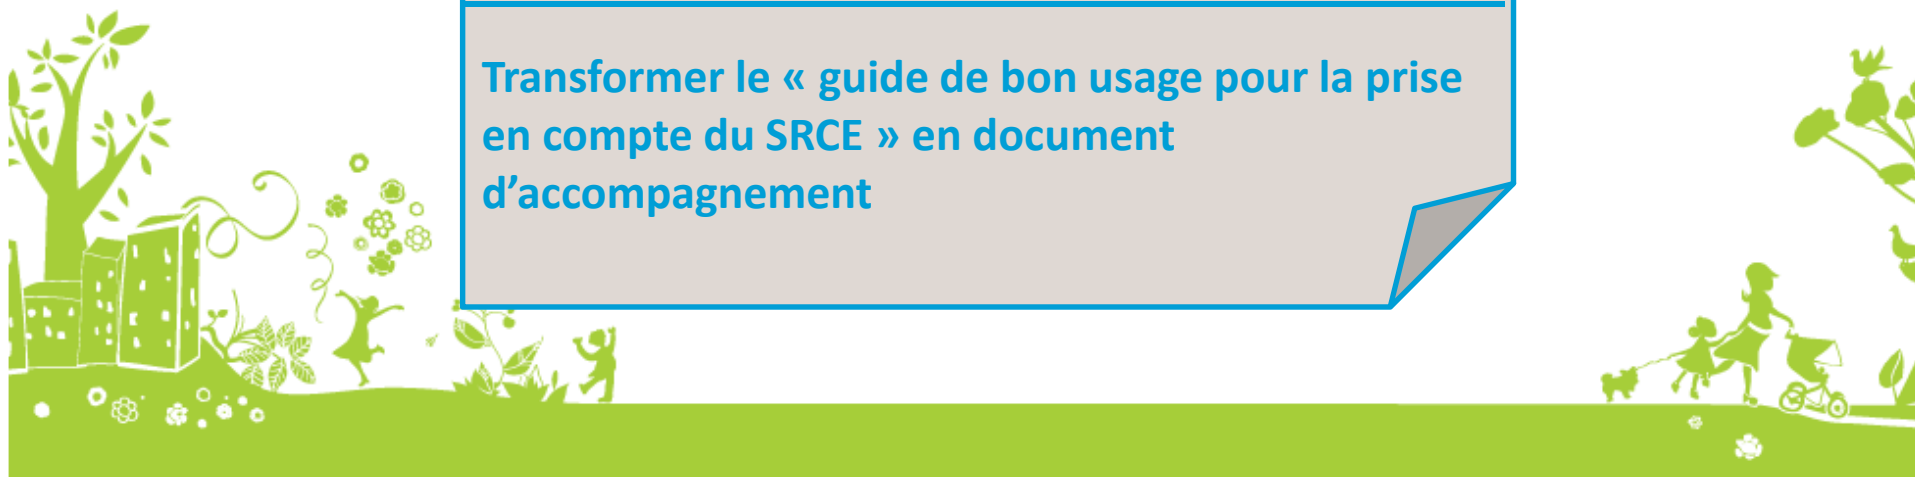 Transformer le « guide de bon usage pour la prise
en compte du SRCE » en document
d’accompagnement